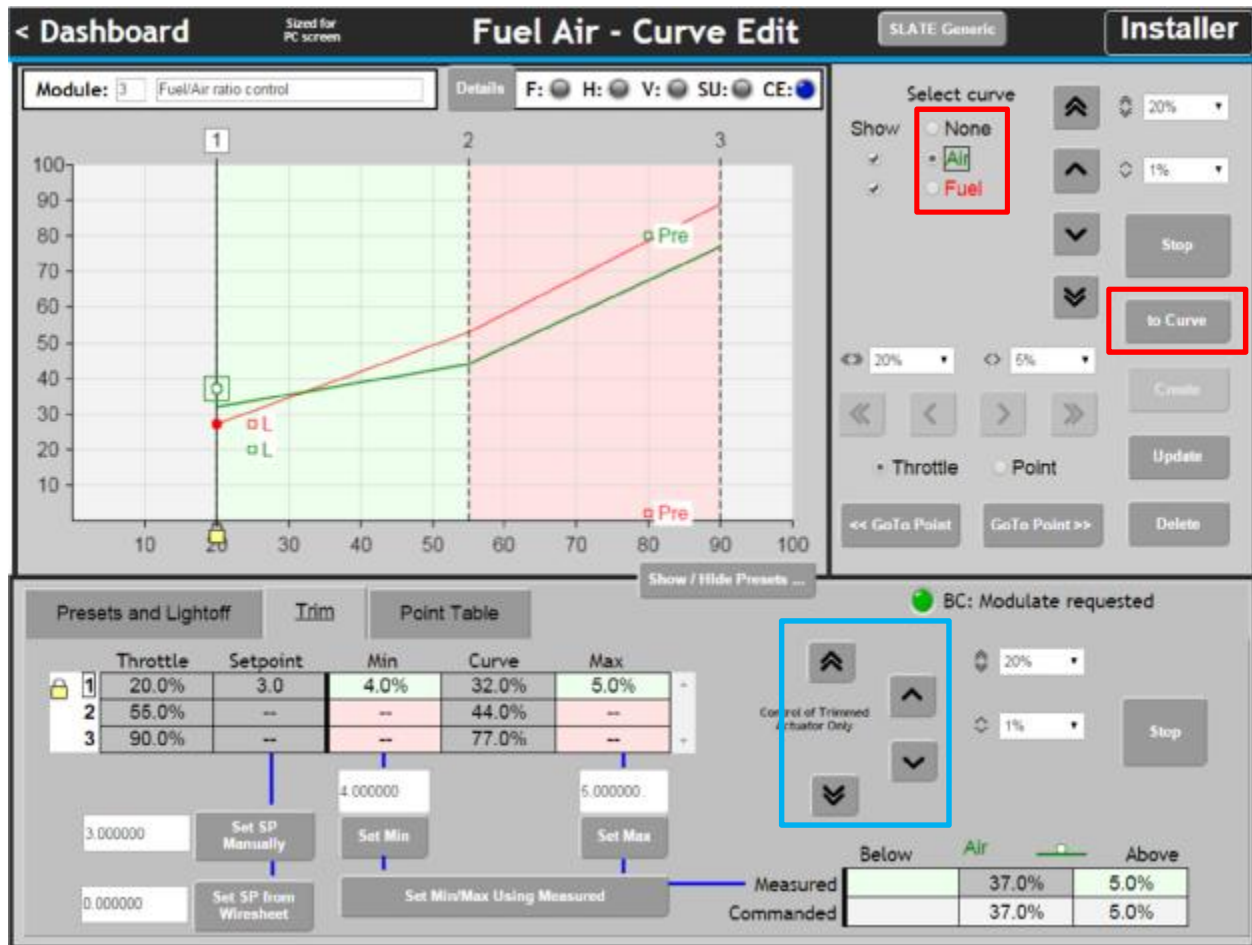 < Dashboard
Sized for
PC screen
Fuel Air - Curve Edit
SLATE Generic
Installer
Module: 3 Fuel/Air ratio control
Details
F: H: V: SU: CE:
1 2 3
100
90
80
70
60
50
40
30
20
10
Pre
L
L
Pre
10 20 30 40 50 60 70 80 90 100
Select curve
Show
None
Air
Fuel
20%
1%
Stop
to Curve
20% 5%
Create
Throttle Point
Update
<< GoTo Point
GoTo Point >>
Delete
Show / Hide Presets ...
Presets and Lightoff
Trim
Point Table
BC: Modulate requested
Throttle Setpoint Min Curve Max
1 20.0% 3.0 4.0% 32.0% 5.0%
2 55.0% -- -- 44.0% --
3 90.0% -- -- 77.0% --
4.000000
5.000000
3.000000
Set SP
Manually
Set Min
Set Max
0.000000
Set SP from
Wiresheet
Set Min/Max Using Measured
Control of Trimmed
Actuator Only
20%
1%
Stop
Below Air Above
Measured 37.0% 5.0%
Commanded 37.0% 5.0%